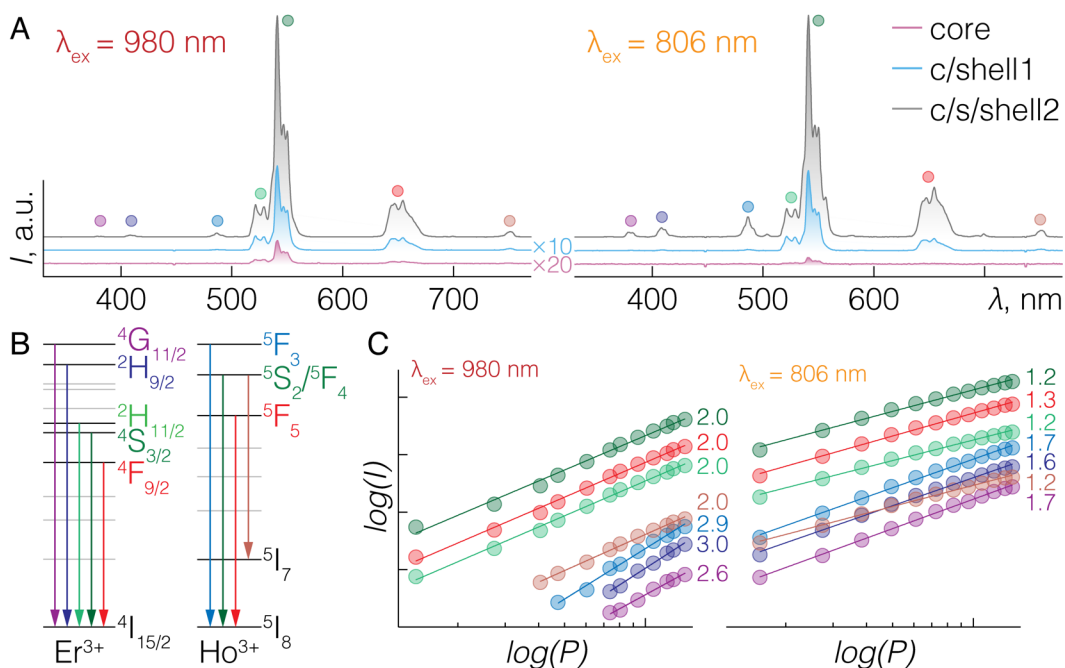 A
λex = 980 nm
λex = 806 nm
core
c/shell1
c/s/shell2
I, a.u.
×10
×20
400 500 600 700
400 500 600 λ, nm
B
4G11/2
2H9/2
2H11/2
4S3/2
4F9/2
4I15/2
Er3+
5F3
5S2/5F4
5F5
5I7
5I8
Ho3+
C
λex = 980 nm
λex = 806 nm
log(I)
2.0
2.0
2.0
2.0
2.9
3.0
2.6
log(P)
1.2
1.3
1.2
1.7
1.6
1.2
1.7
log(P)